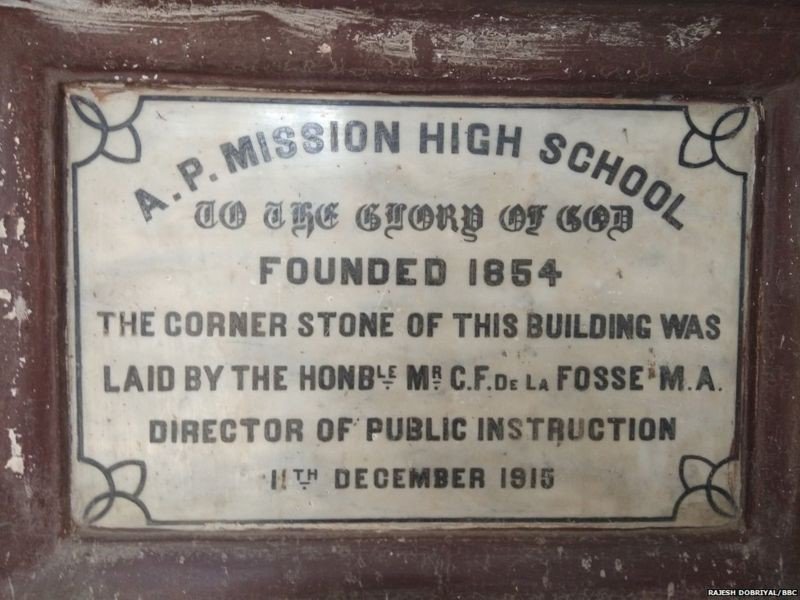 A.P. MISSION HIGH SCHOOL
TO THE GLORY OF GOD
FOUNDED 1854
THE CORNER STONE OF THIS BUILDING WAS
LAID BY THE HONBLE MR C.F. DE LA FOSSE M.A.
DIRECTOR OF PUBLIC INSTRUCTION
11TH DECEMBER 1915
RAJESH DOBRIYAL/BBC